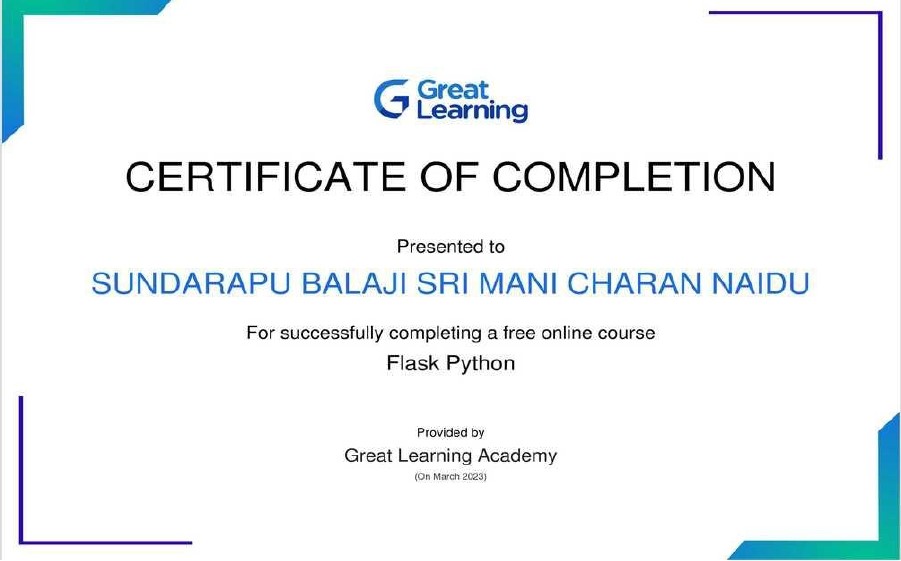 Great
Learning
CERTIFICATE OF COMPLETION
Presented to
SUNDARAPU BALAJI SRI MANI CHARAN NAIDU
For successfully completing a free online course
Flask Python
Provided by
Great Learning Academy
(On March 2023)